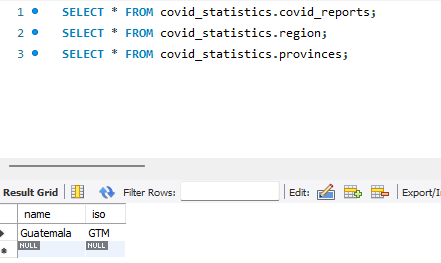 1 SELECT * FROM covid_statistics.covid_reports;
2 SELECT * FROM covid_statistics.region;
3 SELECT * FROM covid_statistics.provinces;
Result Grid Filter Rows: Edit: Export/I
name iso
Guatemala GTM
NULL NULL